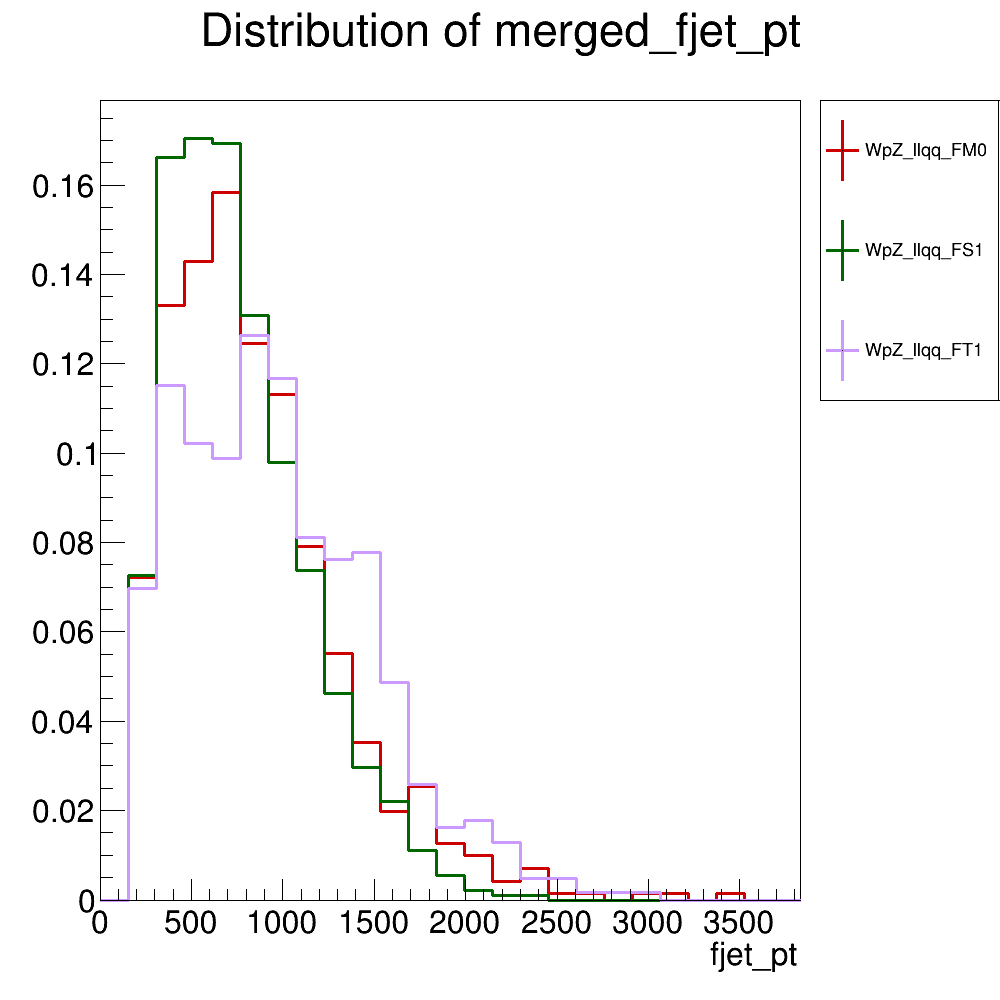 Distribution of merged_fjet_pt
WpZ_llqq_FM0
WpZ_llqq_FS1
WpZ_llqq_FT1
0.16
0.14
0.12
0.1
0.08
0.06
0.04
0.02
0
0 500 1000 1500 2000 2500 3000 3500
fjet_pt